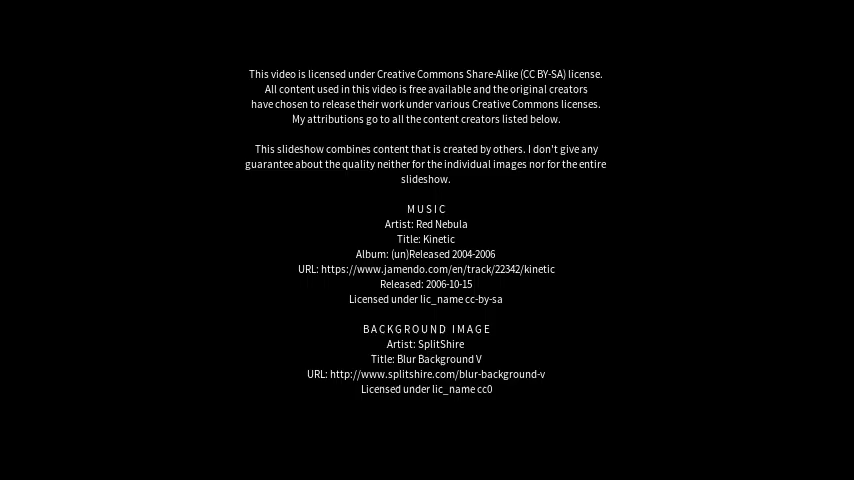 This video is licensed under Creative Commons Share-Alike (CC BY-SA) license.
All content used in this video is free available and the original creators
have chosen to release their work under various Creative Commons licenses.
My attributions go to all the content creators listed below.
This slideshow combines content that is created by others. I don't give any
guarantee about the quality neither for the individual images nor for the entire
slideshow.
MUSIC
Artist: Red Nebula
Title: Kinetic
Album: (un)Released 2004-2006
URL: https://www.jamendo.com/en/track/22342/kinetic
Released: 2006-10-15
Licensed under lic_name cc-by-sa
BACKGROUND IMAGE
Artist: SplitShire
Title: Blur Background V
URL: http://www.splitshire.com/blur-background-v
Licensed under lic_name cc0